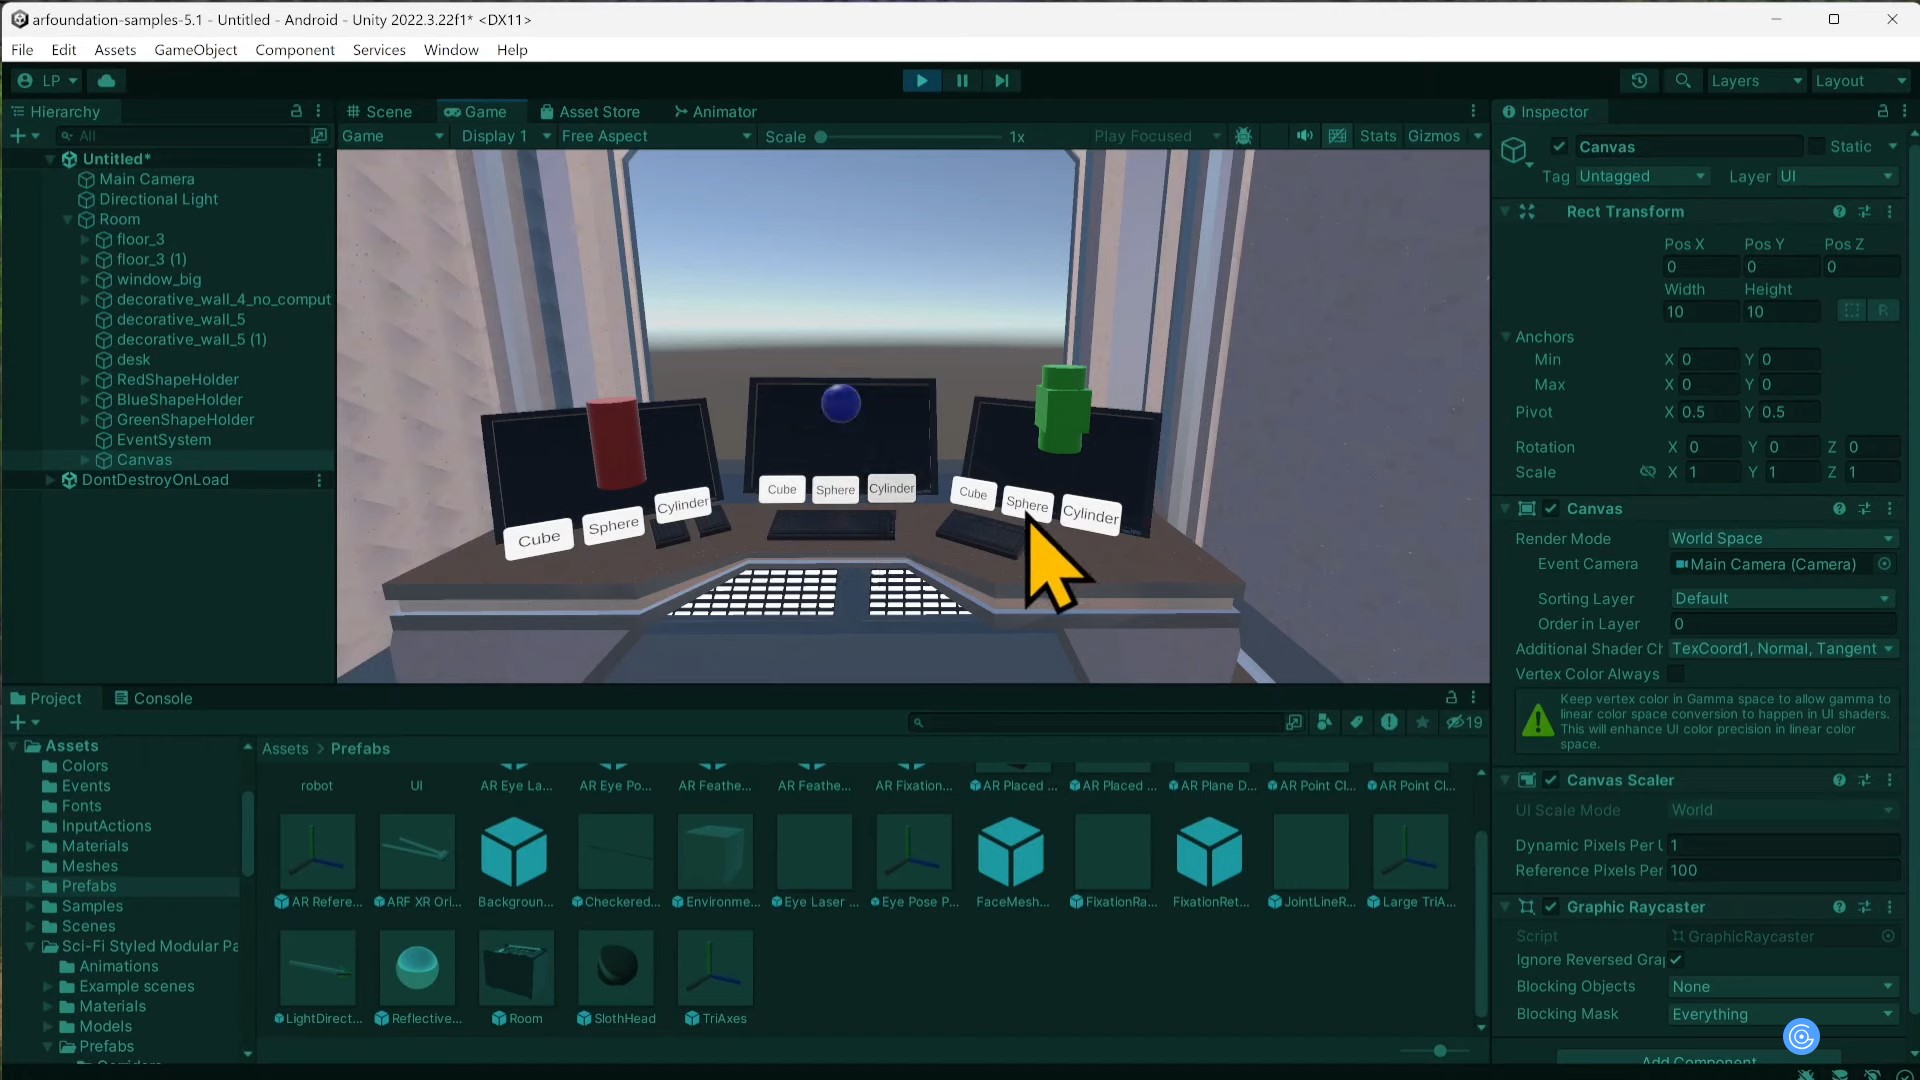 arfoundation-samples-5.1 - Untitled - Android - Unity 2022.3.22f1* <DX11>
File Edit Assets GameObject Component Services Window Help
LP
Layers Layout
Hierarchy
All
Untitled*
Main Camera
Directional Light
Room
floor_3
floor_3 (1)
window_big
decorative_wall_4_no_comput
decorative_wall_5
decorative_wall_5 (1)
desk
RedShapeHolder
BlueShapeHolder
GreenShapeHolder
EventSystem
Canvas
DontDestroyOnLoad
Scene Game Asset Store Animator
Game Display 1 Free Aspect Scale 1x Play Focused Stats Gizmos
Cube Sphere Cylinder
Cube Sphere Cylinder
Cube Sphere Cylinder
Inspector
Canvas Static
Tag Untagged Layer UI
Rect Transform
Pos X Pos Y Pos Z
0 0 0
Width Height
10 10 R
Anchors
Min X 0 Y 0
Max X 0 Y 0
Pivot X 0.5 Y 0.5
Rotation X 0 Y 0 Z 0
Scale X 1 Y 1 Z 1
Canvas
Render Mode World Space
Event Camera Main Camera (Camera)
Sorting Layer Default
Order in Layer 0
Additional Shader Ch TexCoord1, Normal, Tangent
Vertex Color Always
Keep vertex color in Gamma space to allow gamma to
linear color space conversion to happen in UI shaders.
This will enhance UI color precision in linear color
space.
Canvas Scaler
UI Scale Mode World
Dynamic Pixels Per U 1
Reference Pixels Per 100
Graphic Raycaster
Script GraphicRaycaster
Ignore Reversed Grap
Blocking Objects None
Blocking Mask Everything
Add Component
Project Console
19
Assets
Colors
Events
Fonts
InputActions
Materials
Meshes
Prefabs
Samples
Scenes
Sci-Fi Styled Modular Pa
Animations
Example scenes
Materials
Models
Prefabs
Assets > Prefabs
robot UI AR Eye La... AR Eye Po... AR Feathe... AR Feathe... AR Fixation... AR Placed ... AR Placed ... AR Plane D... AR Point Cl... AR Point Cl...
AR Refere... ARF XR Ori... Backgroun... Checkered... Environme... Eye Laser ... Eye Pose P... FaceMesh... FixationRa... FixationRet... JointLineR... Large TriA...
LightDirect... Reflective... Room SlothHead TriAxes